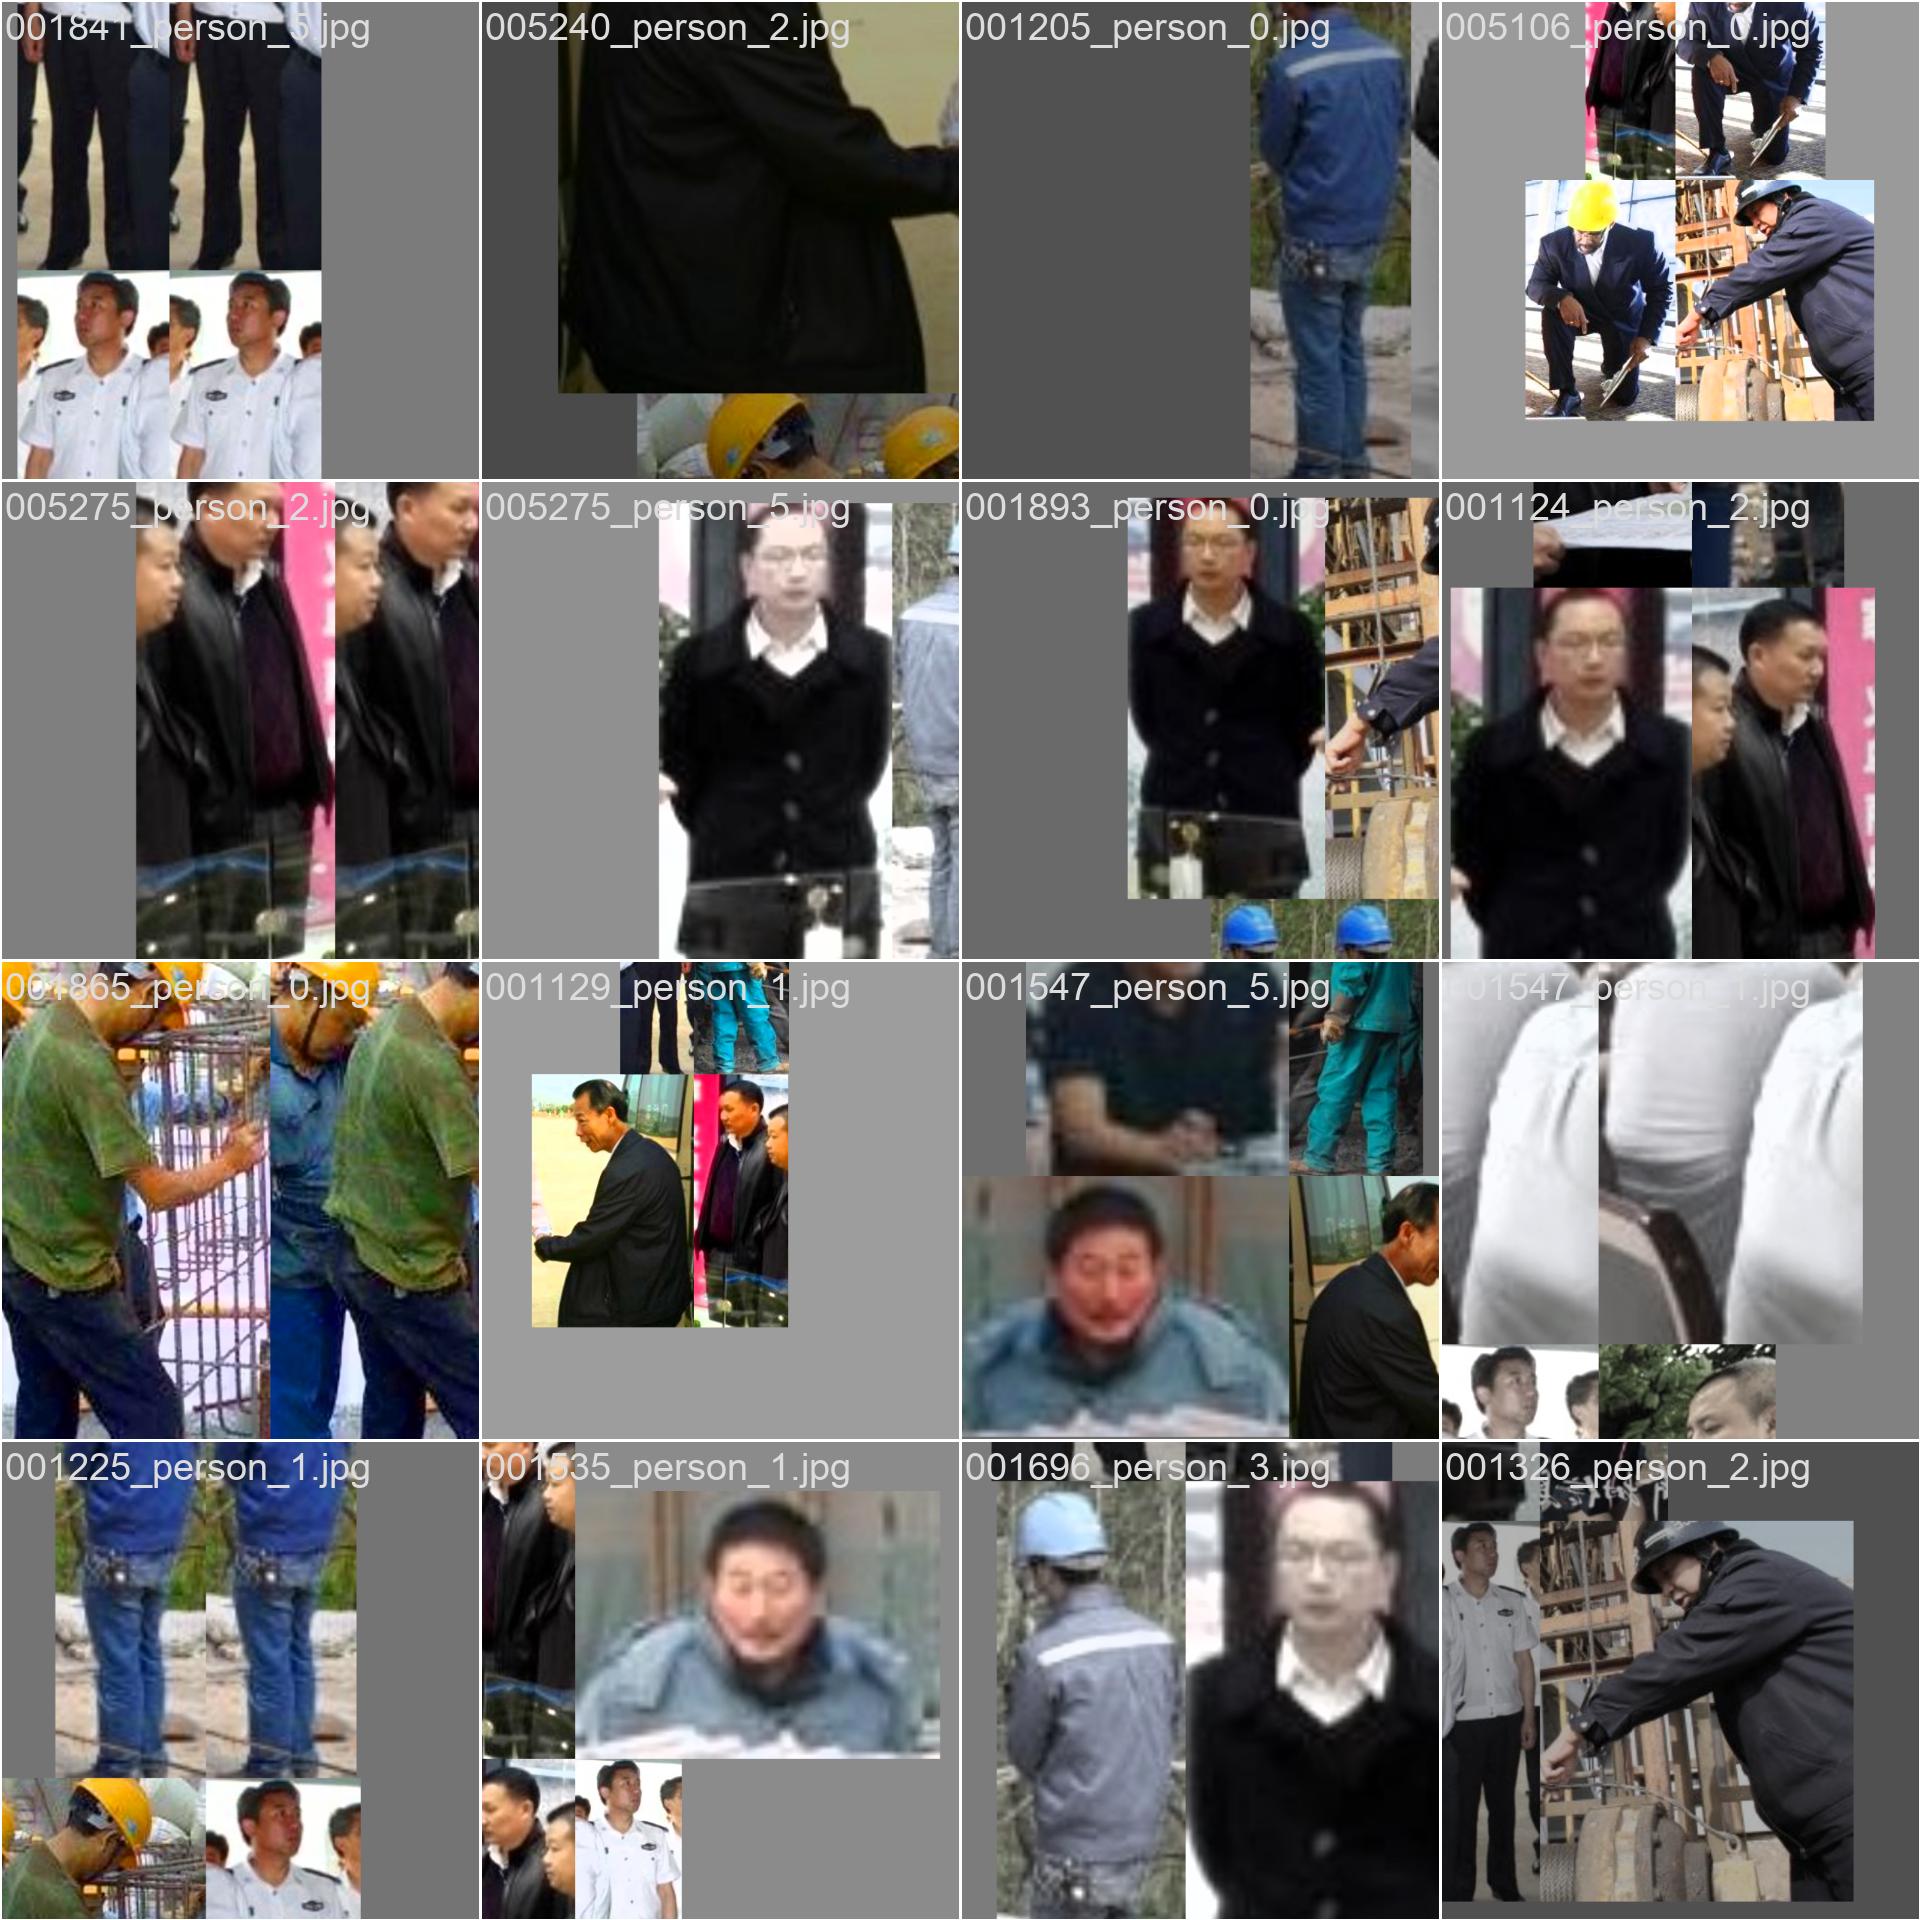 001841_person_5.jpg
005240_person_2.jpg
001205_person_0.jpg
005106_person_0.jpg
005275_person_2.jpg
005275_person_5.jpg
001893_person_0.jpg
001124_person_2.jpg
001865_person_0.jpg
001129_person_1.jpg
001547_person_5.jpg
001547_person_1.jpg
001225_person_1.jpg
001535_person_1.jpg
001696_person_3.jpg
001326_person_2.jpg